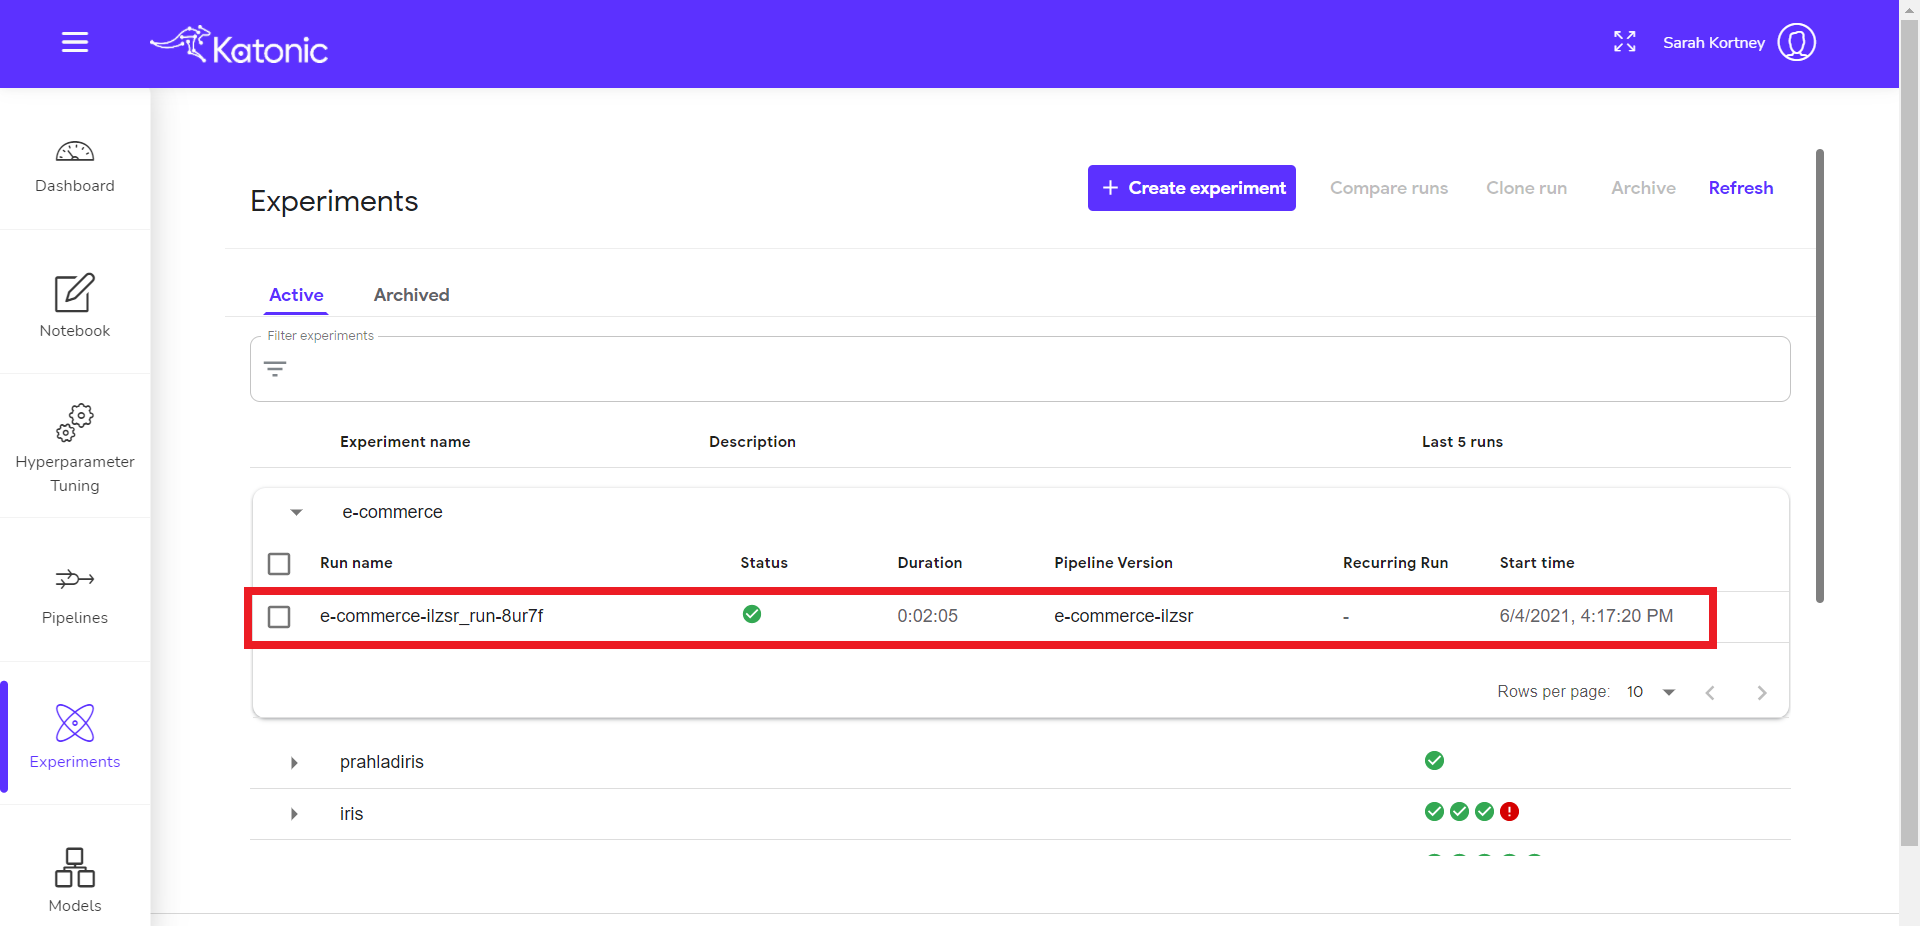 Katonic
Sarah Kortney
Dashboard
Notebook
Hyperparameter
Tuning
Pipelines
Experiments
Models
Experiments
+ Create experiment Compare runs Clone run Archive Refresh
Active Archived
Filter experiments
Experiment name Description Last 5 runs
e-commerce
Run name Status Duration Pipeline Version Recurring Run Start time
e-commerce-ilzsr_run-8ur7f 0:02:05 e-commerce-ilzsr - 6/4/2021, 4:17:20 PM
Rows per page: 10
prahladiris
iris